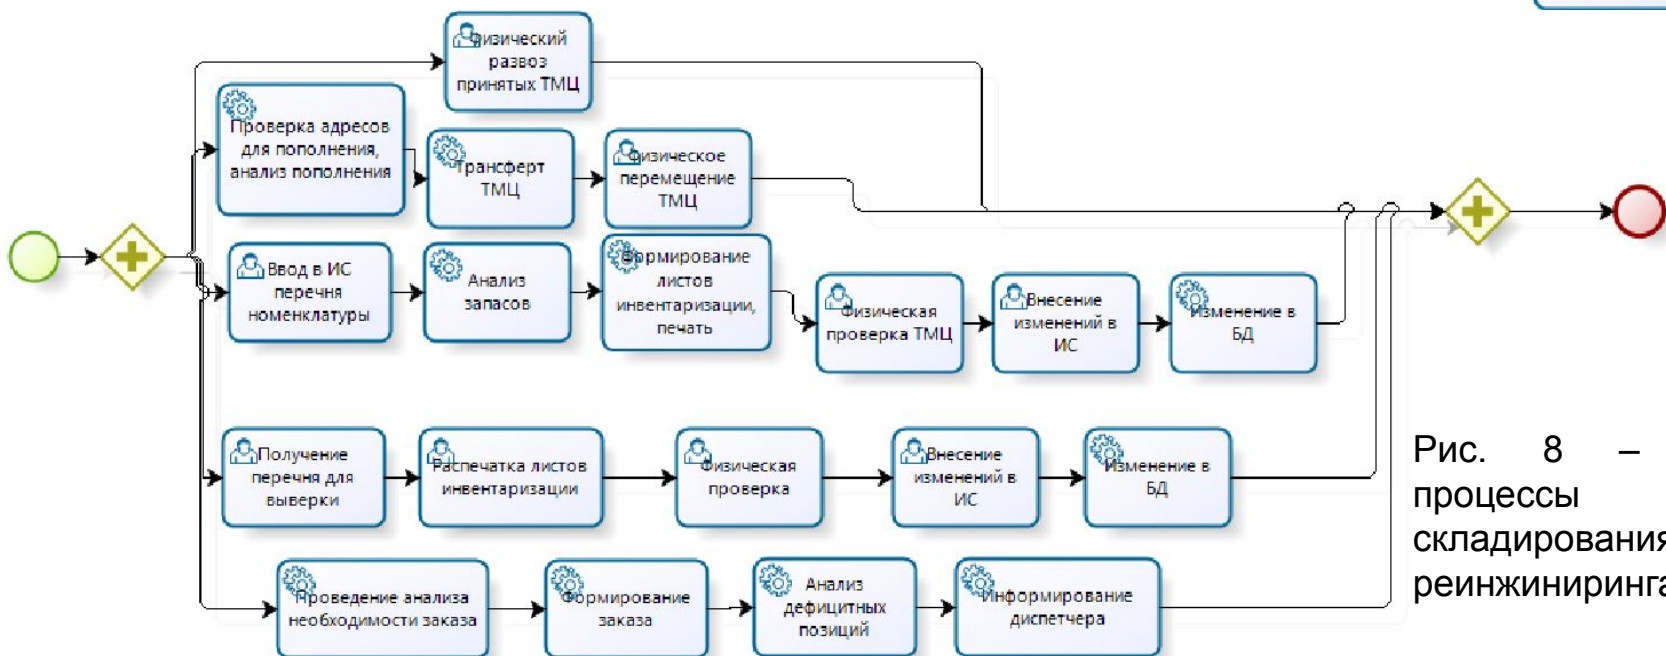 Физический
развоз
принятых ТМЦ
Проверка адресов
для пополнения,
анализ пополнения
Трансферт
ТМЦ
Физическое
перемещение
ТМЦ
Ввод в ИС
перечня
номенклатуры
Анализ
запасов
Формирование
листов
инвентаризации,
печать
Физическая
проверка ТМЦ
Внесение
изменений в
ИС
Изменение в
БД
Получение
перечня для
выверки
Распечатка листов
инвентаризации
Физическая
проверка
Внесение
изменений в
ИС
Изменение в
БД
Проведение анализа
необходимости заказа
Формирование
заказа
Анализ
дефицитных
позиций
Информирование
диспетчера
Рис. 8 –
процессы
складирования
реинжиниринга